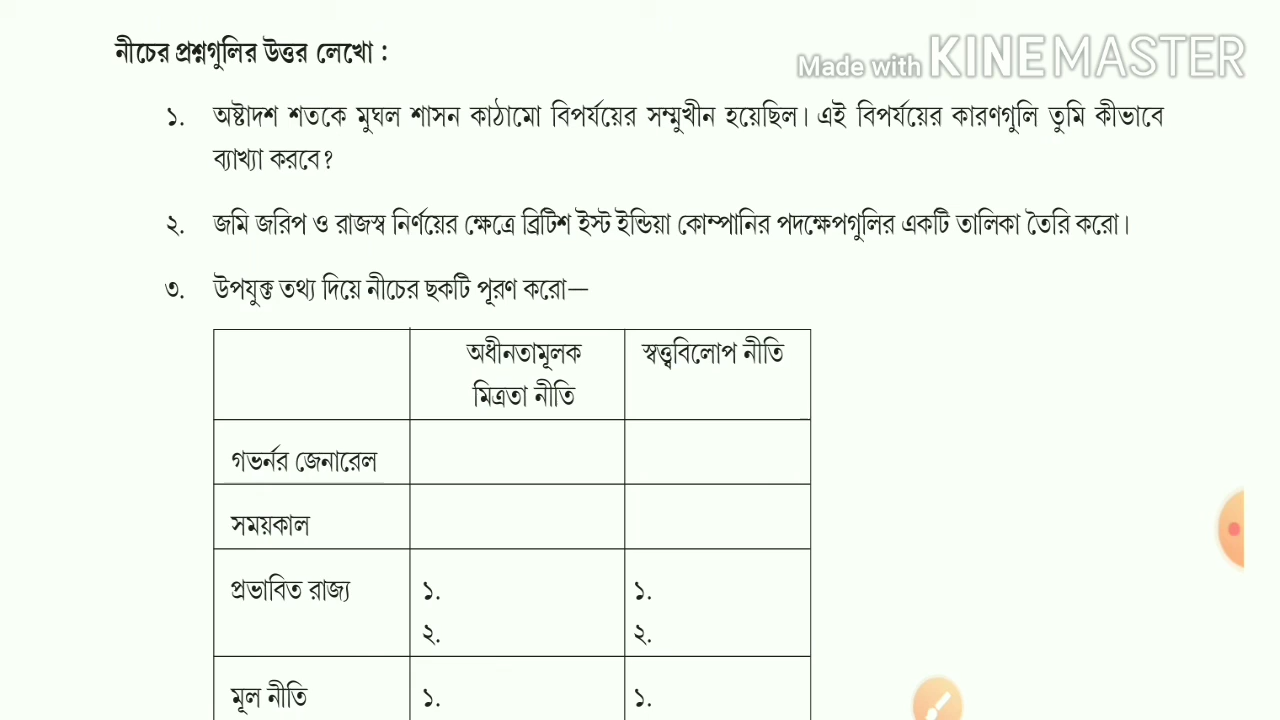 নীচের প্রশ্নগুলির উত্তর লেখো :
Made with KINEMASTER
১. অষ্টাদশ শতকে মুঘল শাসন কাঠামো বিপর্যয়ের সম্মুখীন হয়েছিল। এই বিপর্যয়ের কারণগুলি তুমি কীভাবে
ব্যাখ্যা করবে?
২. জমি জরিপ ও রাজস্ব নির্ণয়ের ক্ষেত্রে ব্রিটিশ ইস্ট ইন্ডিয়া কোম্পানির পদক্ষেপগুলির একটি তালিকা তৈরি করো।
৩. উপযুক্ত তথ্য দিয়ে নীচের ছকটি পূরণ করো—
অধীনতামূলক স্বত্ত্ববিলোপ নীতি
মিত্রতা নীতি
গভর্নর জেনারেল
সময়কাল
প্রভাবিত রাজ্য ১. ১.
২. ২.
মূল নীতি ১. ১.